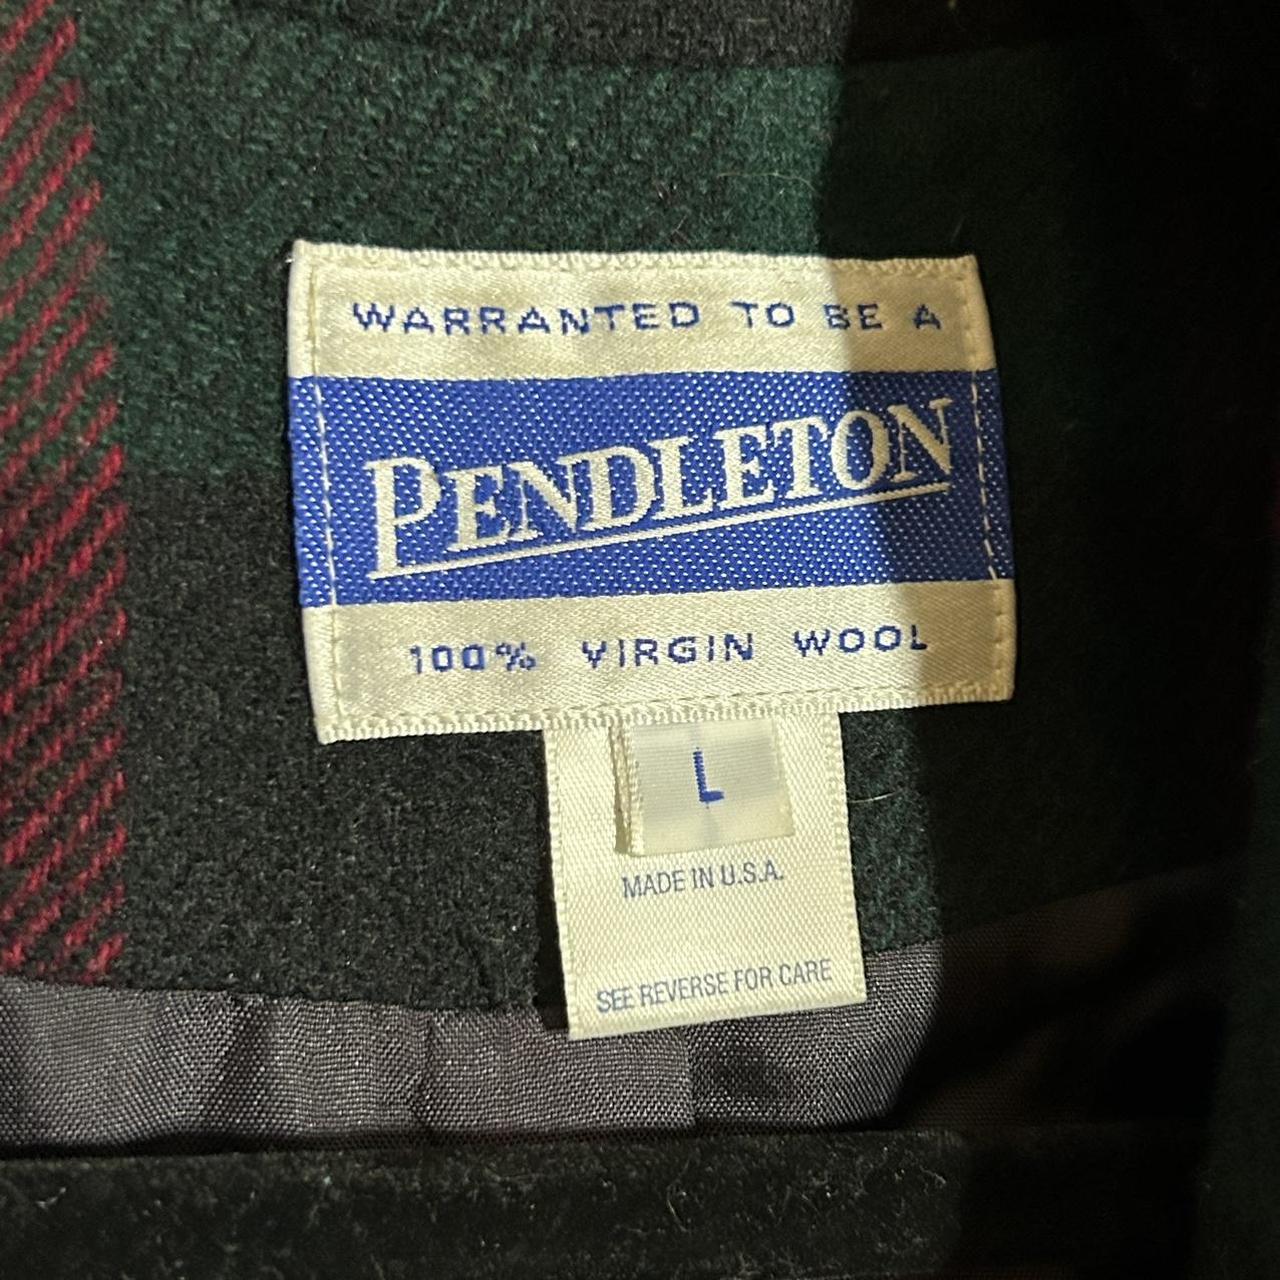 WARRANTED TO BE A
PENDLETON
100% VIRGIN WOOL
L
MADE IN U.S.A.
SEE REVERSE FOR CARE